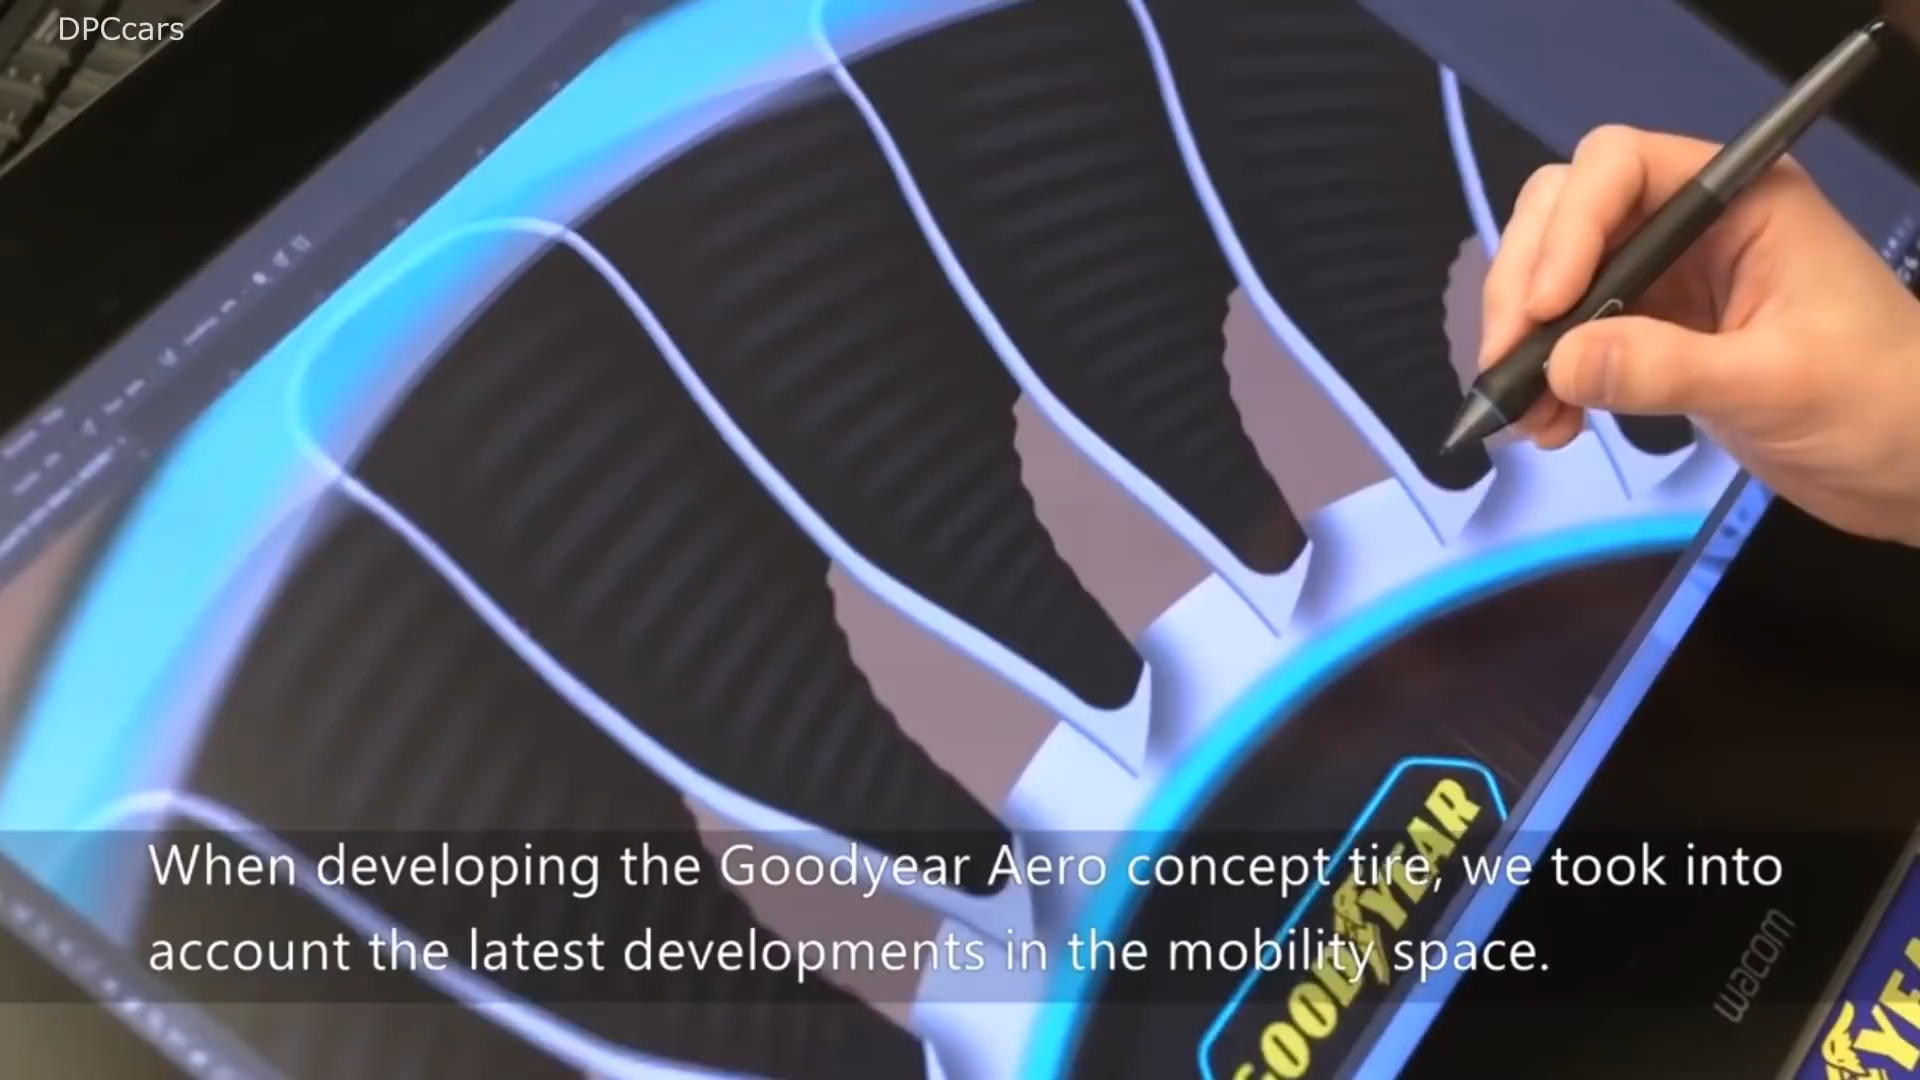 DPCcars
GOODYEAR
When developing the Goodyear Aero concept tire, we took into
account the latest developments in the mobility space.
wacom
YEA